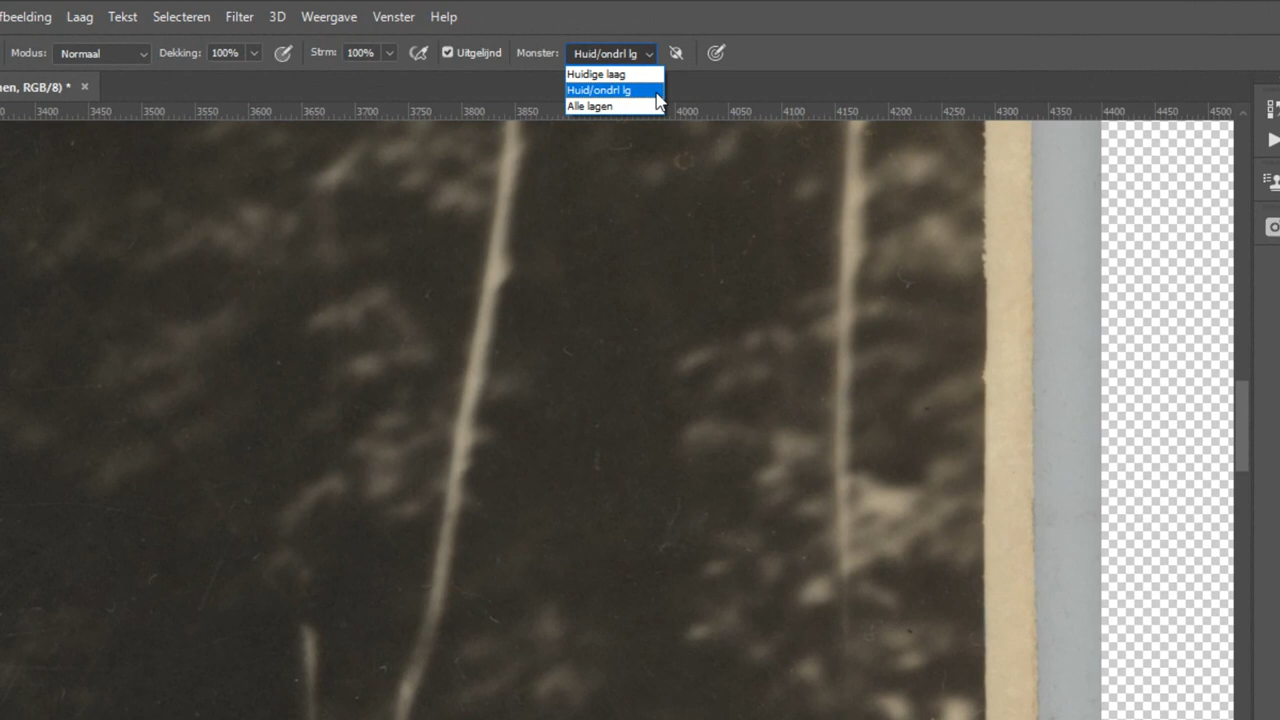 fbeelding Laag Tekst Selecteren Filter 3D Weergave Venster Help
Modus: Normaal Dekking: 100% Strm: 100% Uitgelijnd Monster: Huid/ondrl lg
Huidige laag
Huid/ondrl lg
Alle lagen
nen, RGB/8) * ×
3400 3450 3500 3550 3600 3650 3700 3750 3800 3850 4000 4050 4100 4150 4200 4250 4300 4350 4400 4450 4500